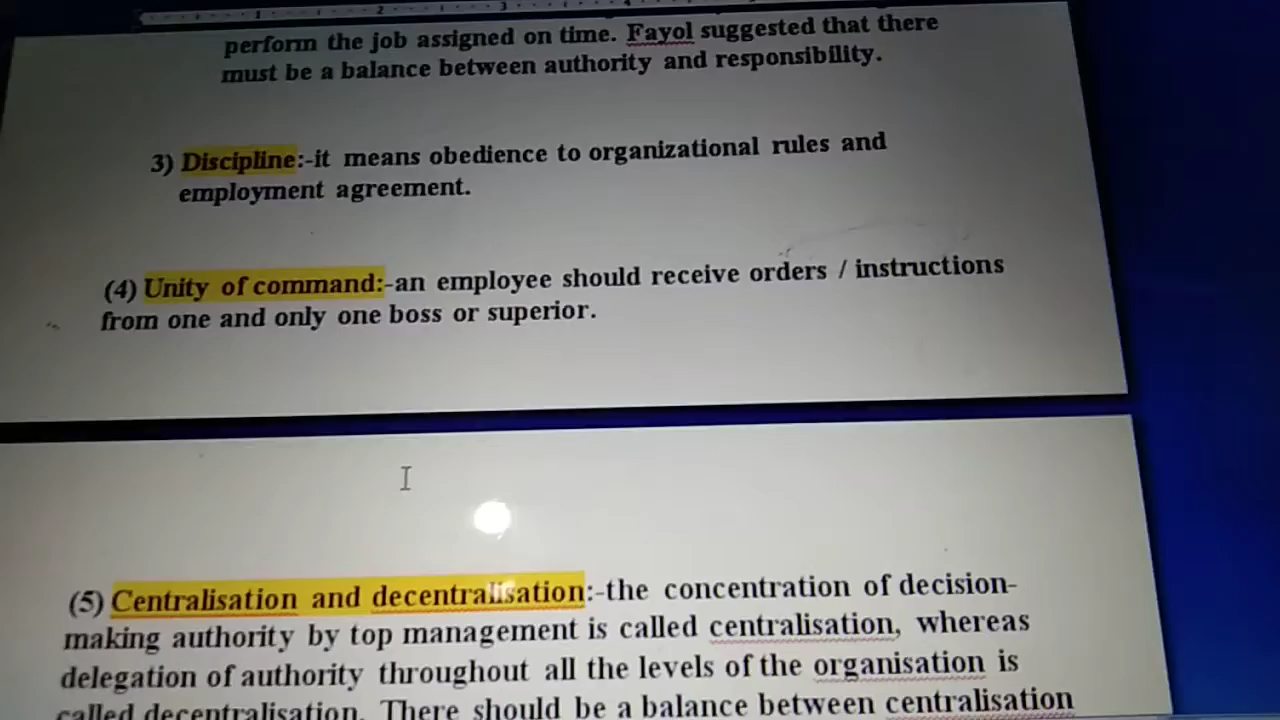 perform the job assigned on time. Fayol suggested that there
must be a balance between authority and responsibility.
3) Discipline:-it means obedience to organizational rules and
employment agreement.
(4) Unity of command:-an employee should receive orders / instructions
from one and only one boss or superior.
(5) Centralisation and decentralisation:-the concentration of decision-
making authority by top management is called centralisation, whereas
delegation of authority throughout all the levels of the organisation is
called decentralisation. There should be a balance between centralisation